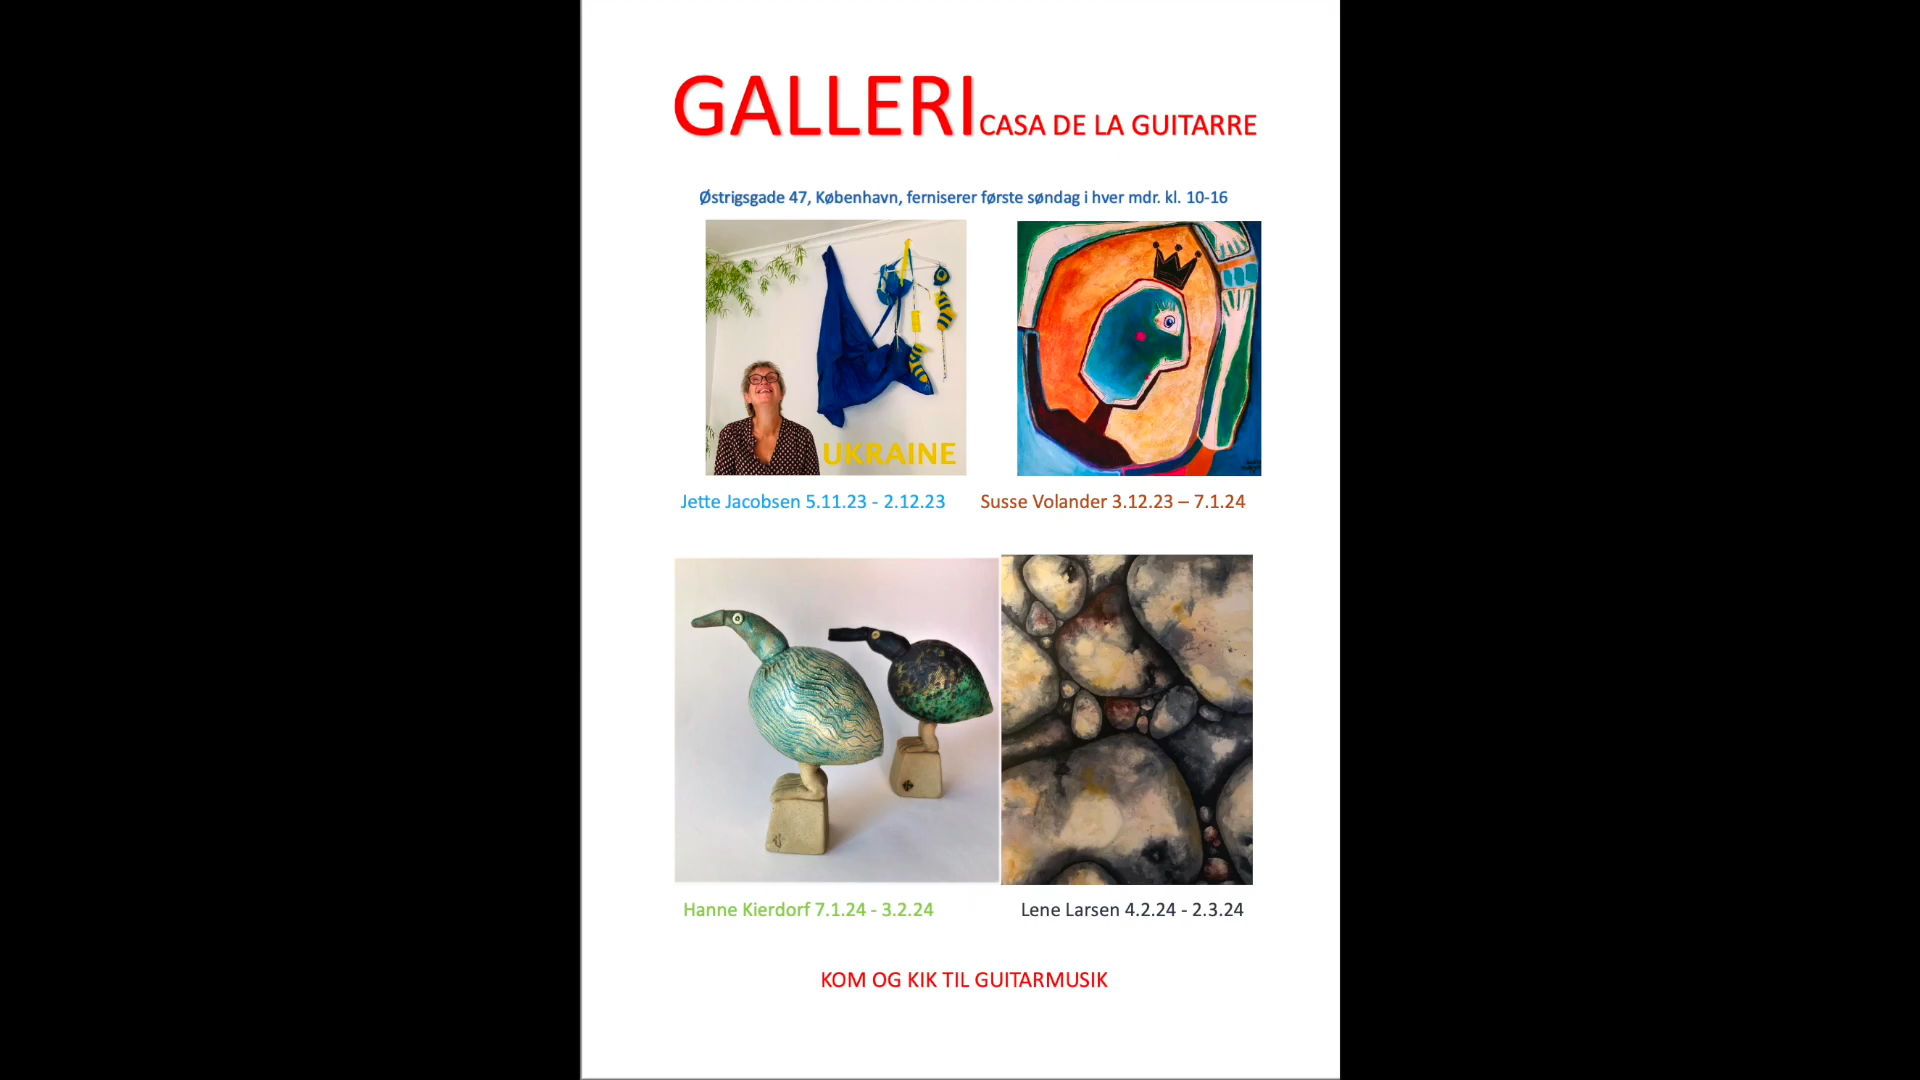 GALLERI CASA DE LA GUITARRE
Østrigsgade 47, København, ferniserer første søndag i hver mdr. kl. 10-16
UKRAINE
Jette Jacobsen 5.11.23 - 2.12.23
Susse Volander 3.12.23 – 7.1.24
Hanne Kierdorf 7.1.24 - 3.2.24
Lene Larsen 4.2.24 - 2.3.24
KOM OG KIK TIL GUITARMUSIK